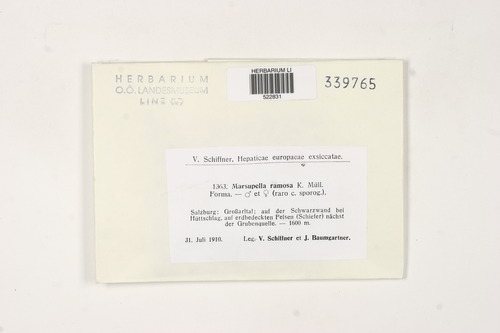 HERBARIUM
O.Ö. LANDESMUSEUM
LINZ
HERBARIUM LI
522831
339765
V. Schiffner, Hepaticae europaeae exsiccatae.
1363. Marsupella ramosa K. Müll.
Forma. — ♂ et ♀ (raro c. sporog.).
Salzburg: Großarltal; auf der Schwarzwand bei
Hüttschlag, auf erdbedeckten Felsen (Schiefer) nächst
der Grubenquelle. — 1600 m.
31. Juli 1910. Leg. V. Schiffner et J. Baumgartner.